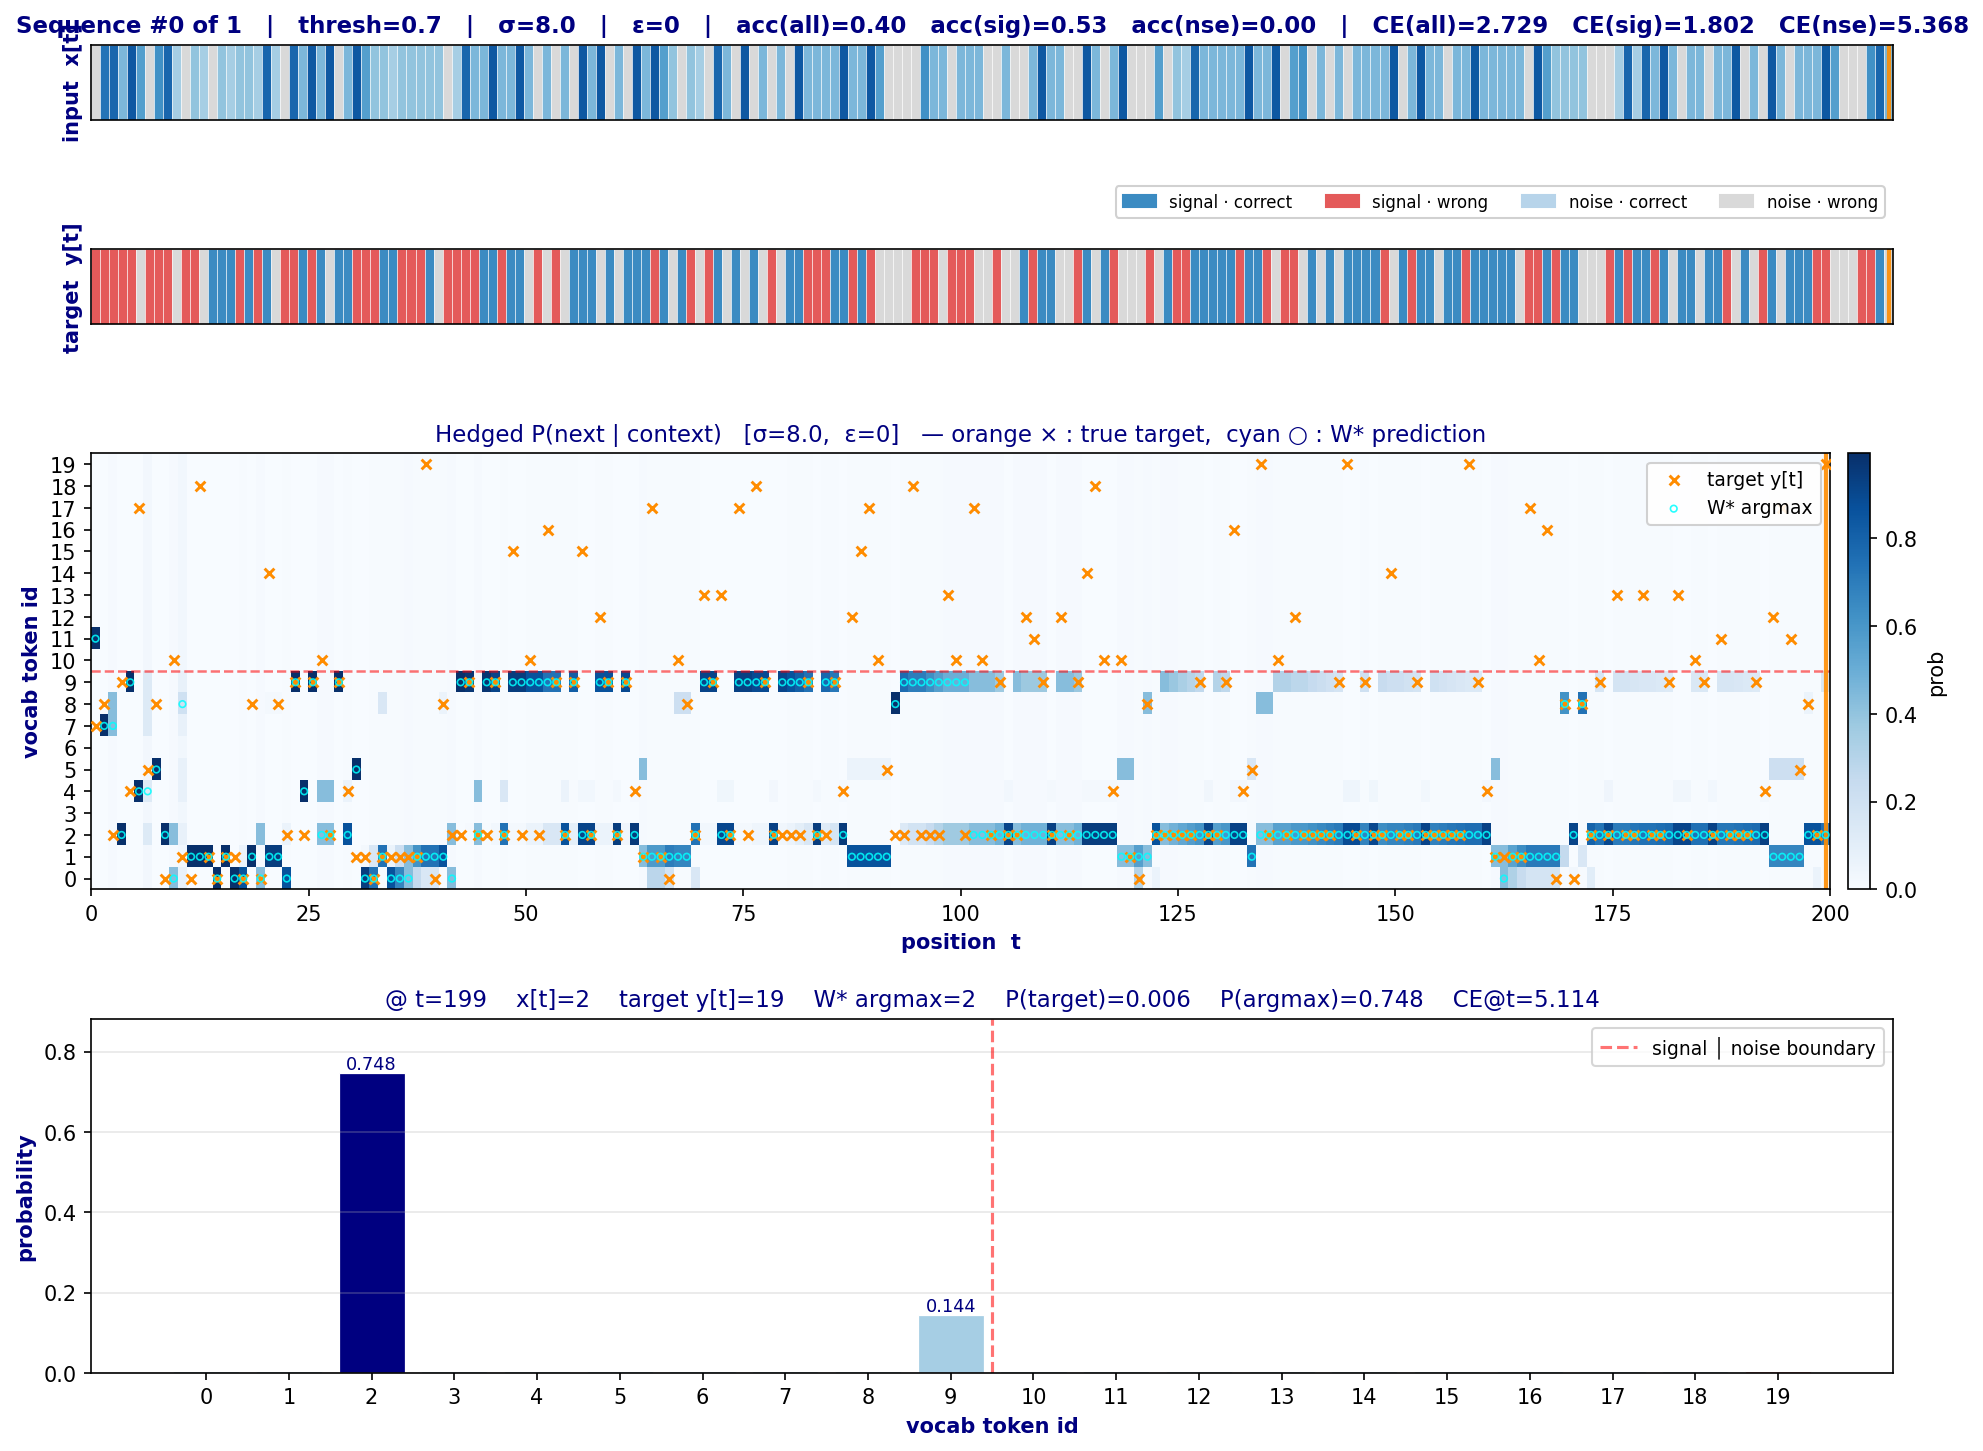 Sequence #0 of 1 | thresh=0.7 | σ=8.0 | ε=0 | acc(all)=0.40 acc(sig)=0.53 acc(nse)=0.00 | CE(all)=2.729 CE(sig)=1.802 CE(nse)=5.368
input x[t]
signal · correct signal · wrong noise · correct noise · wrong
target y[t]
Hedged P(next | context) [σ=8.0, ε=0] — orange × : true target, cyan ○ : W* prediction
target y[t]
W* argmax
vocab token id
19
18
17
16
15
14
13
12
11
10
9
8
7
6
5
4
3
2
1
0
0 25 50 75 100 125 150 175 200
position t
0.8
0.6
0.4
0.2
0.0
prob
@ t=199 x[t]=2 target y[t]=19 W* argmax=2 P(target)=0.006 P(argmax)=0.748 CE@t=5.114
signal | noise boundary
probability
0.8
0.6
0.4
0.2
0.0
0.748
0.144
0 1 2 3 4 5 6 7 8 9 10 11 12 13 14 15 16 17 18 19
vocab token id